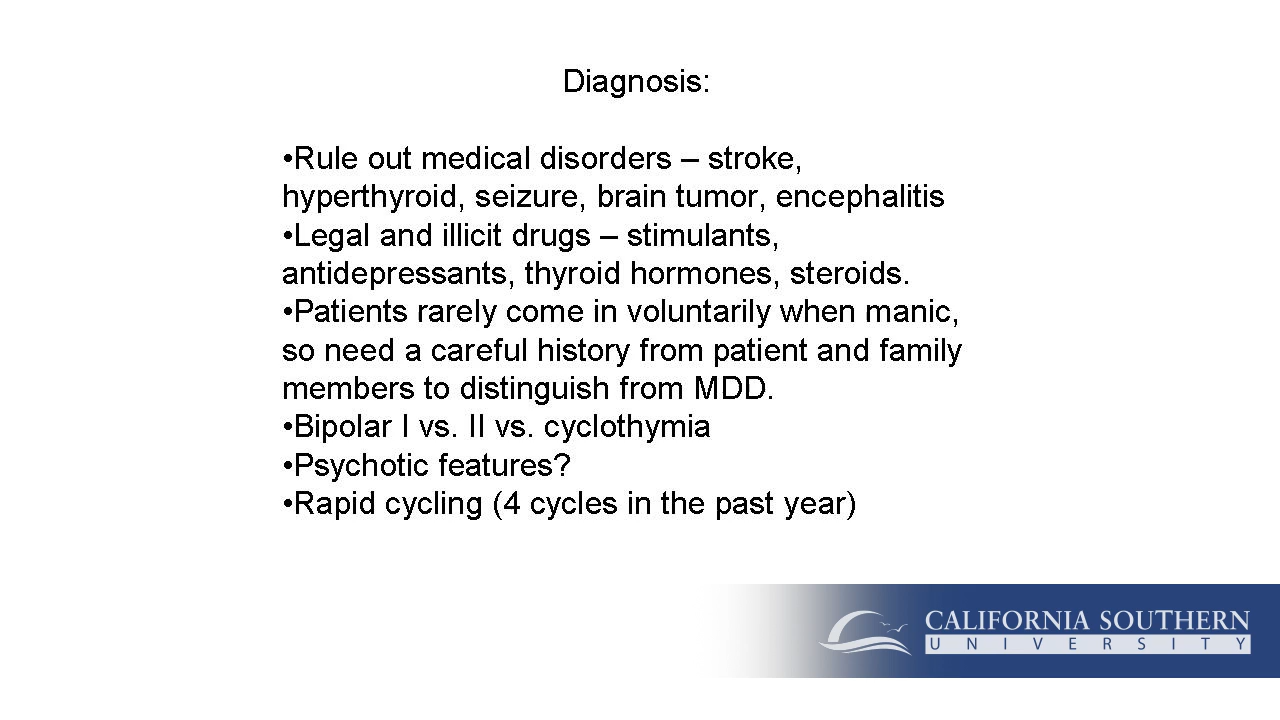 Diagnosis:
•Rule out medical disorders – stroke,
hyperthyroid, seizure, brain tumor, encephalitis
•Legal and illicit drugs – stimulants,
antidepressants, thyroid hormones, steroids.
•Patients rarely come in voluntarily when manic,
so need a careful history from patient and family
members to distinguish from MDD.
•Bipolar I vs. II vs. cyclothymia
•Psychotic features?
•Rapid cycling (4 cycles in the past year)
CALIFORNIA SOUTHERN
UNIVERSITY